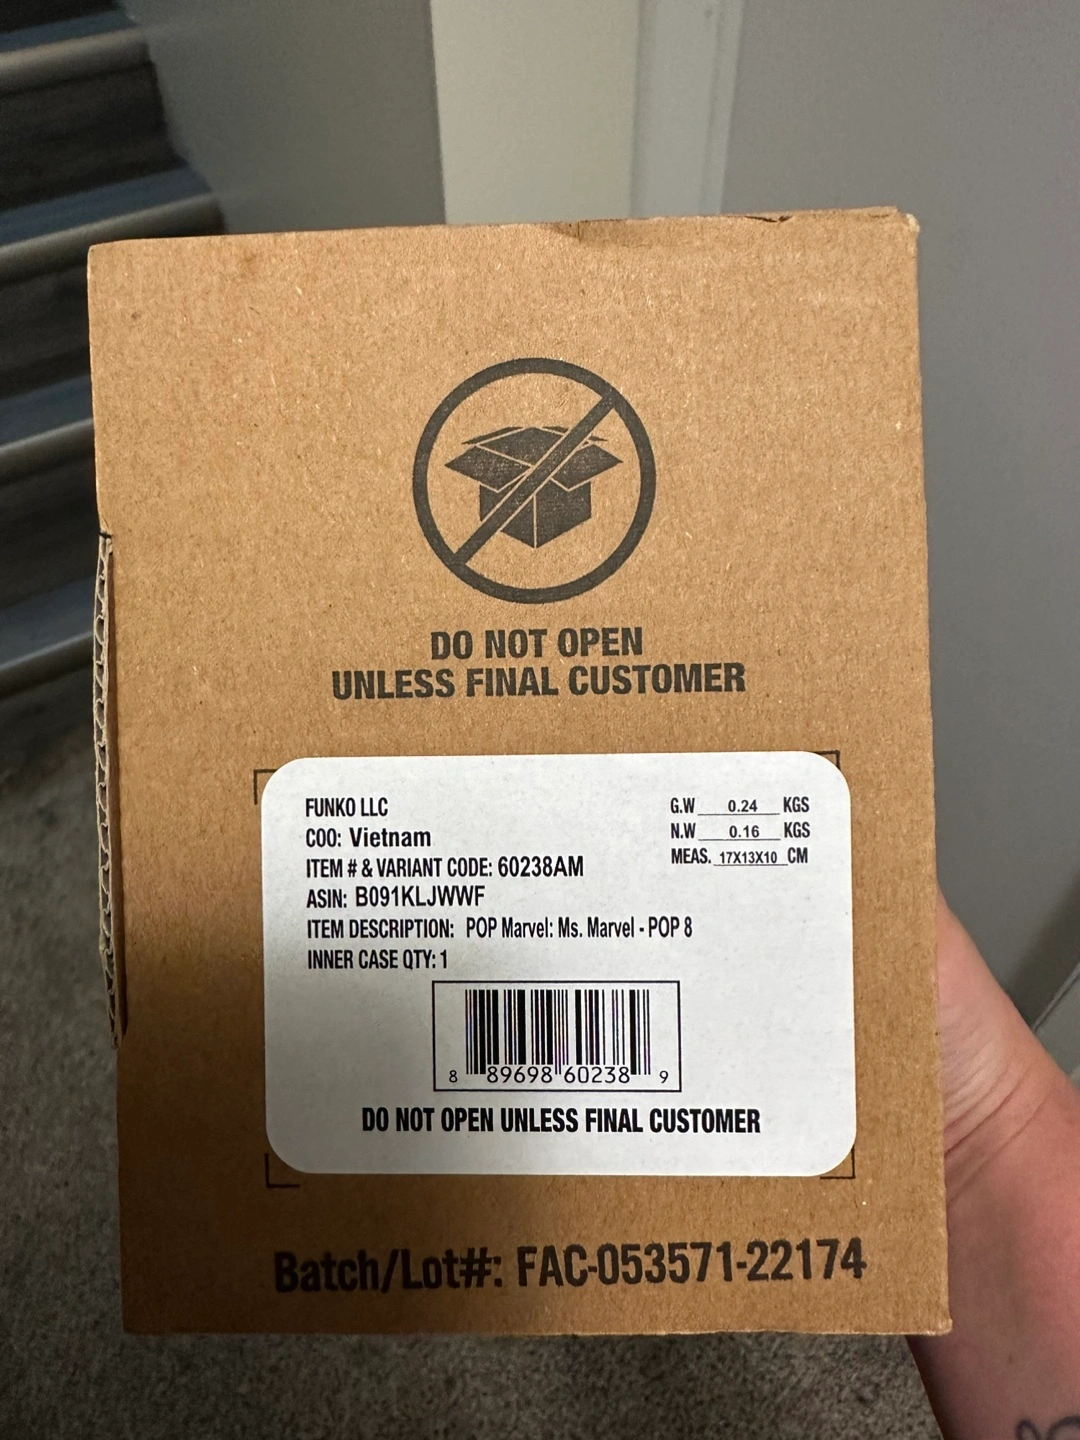 DO NOT OPEN
UNLESS FINAL CUSTOMER
FUNKO LLC
COO: Vietnam
ITEM # & VARIANT CODE: 60238AM
ASIN: B091KLJWWF
ITEM DESCRIPTION: POP Marvel: Ms. Marvel - POP 8
INNER CASE QTY: 1
G.W 0.24 KGS
N.W 0.16 KGS
MEAS. 17X13X10 CM
8 89698 60238 9
DO NOT OPEN UNLESS FINAL CUSTOMER
Batch/Lot#: FAC-053571-22174